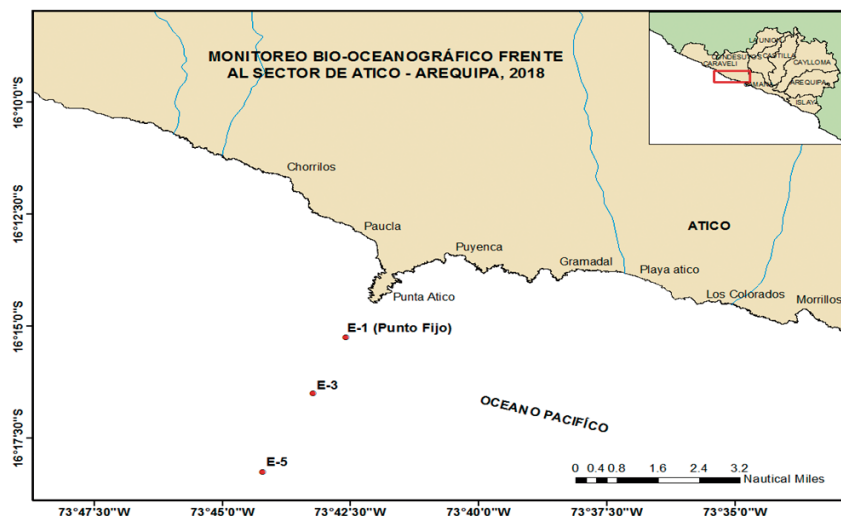 MONITOREO BIO-OCEANOGRÁFICO FRENTE
AL SECTOR DE ATICO - AREQUIPA, 2018
LA UNION
CASTILLA
CONDESUYOS
CARAVELI
CAYLLOMA
AREQUIPA
CAMANA
ISLAY
16°10'0"S
16°12'30"S
16°15'0"S
16°17'30"S
Chorrilos
Paucla
Puyenca
Gramadal
ATICO
Playa atico
Punta Atico
Los Colorados
Morrillos
E-1 (Punto Fijo)
E-3
E-5
OCEANO PACIFÍCO
0 0.4 0.8 1.6 2.4 3.2
Nautical Miles
73°47'30"W 73°45'0"W 73°42'30"W 73°40'0"W 73°37'30"W 73°35'0"W